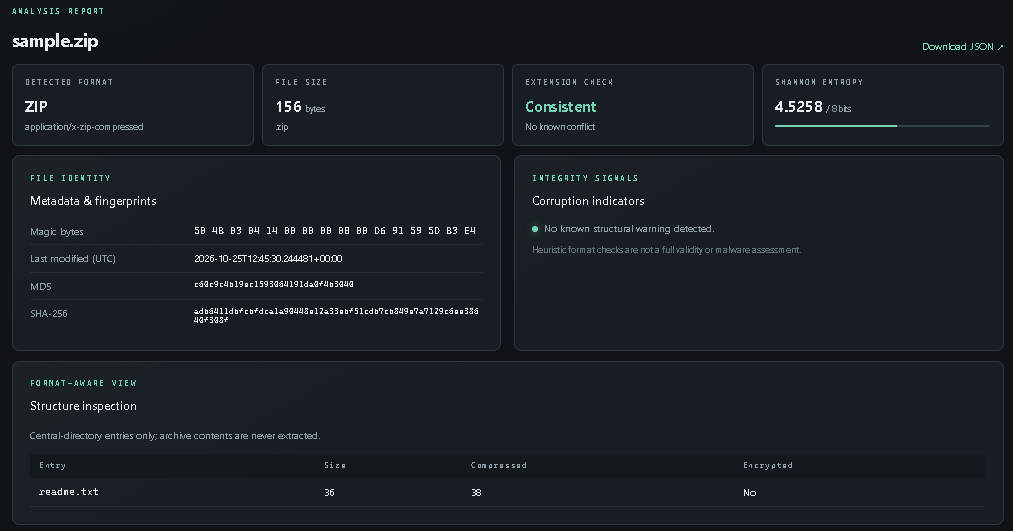 ANALYSIS REPORT
sample.zip
Download JSON ↗
DETECTED FORMAT
ZIP
application/x-zip-compressed
FILE SIZE
156 bytes
.zip
EXTENSION CHECK
Consistent
No known conflict
SHANNON ENTROPY
4.5258 / 8 bits
FILE IDENTITY
Metadata & fingerprints
Magic bytes 50 4B 03 04 14 00 00 00 08 00 D6 91 59 5D B3 E4
Last modified (UTC) 2026-10-25T12:45:30.244481+00:00
MD5
SHA-256
INTEGRITY SIGNALS
Corruption indicators
No known structural warning detected.
Heuristic format checks are not a full validity or malware assessment.
FORMAT-AWARE VIEW
Structure inspection
Central-directory entries only; archive contents are never extracted.
Entry Size Compressed Encrypted
readme.txt 36 38 No